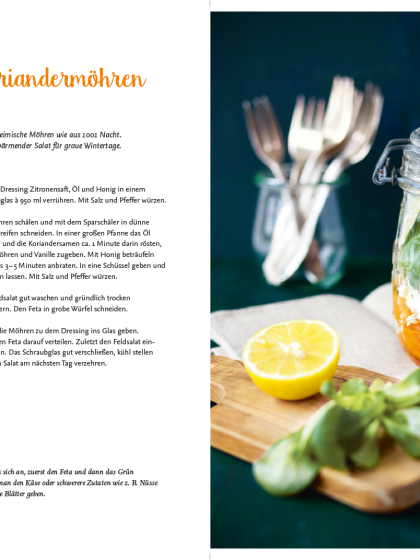 riandermöhren
eimische Möhren wie aus 1001 Nacht.
wärmender Salat für graue Wintertage.
Dressing Zitronensaft, Öl und Honig in einem
glas à 950 ml verrühren. Mit Salz und Pfeffer würzen.
hren schälen und mit dem Sparschäler in dünne
reifen schneiden. In einer großen Pfanne das Öl
und die Koriandersamen ca. 1 Minute darin rösten,
öhren und Vanille zugeben. Mit Honig beträufeln
s 3–5 Minuten anbraten. In eine Schüssel geben und
n lassen. Mit Salz und Pfeffer würzen.
dsalat gut waschen und gründlich trocken
ern. Den Feta in grobe Würfel schneiden.
die Möhren zu dem Dressing ins Glas geben.
en Feta darauf verteilen. Zuletzt den Feldsalat ein-
n. Das Schraubglas gut verschließen, kühl stellen
n Salat am nächsten Tag verzehren.
s sich an, zuerst den Feta und dann das Grün
man den Käse oder schwerere Zutaten wie z. B. Nüsse
e Blätter geben.